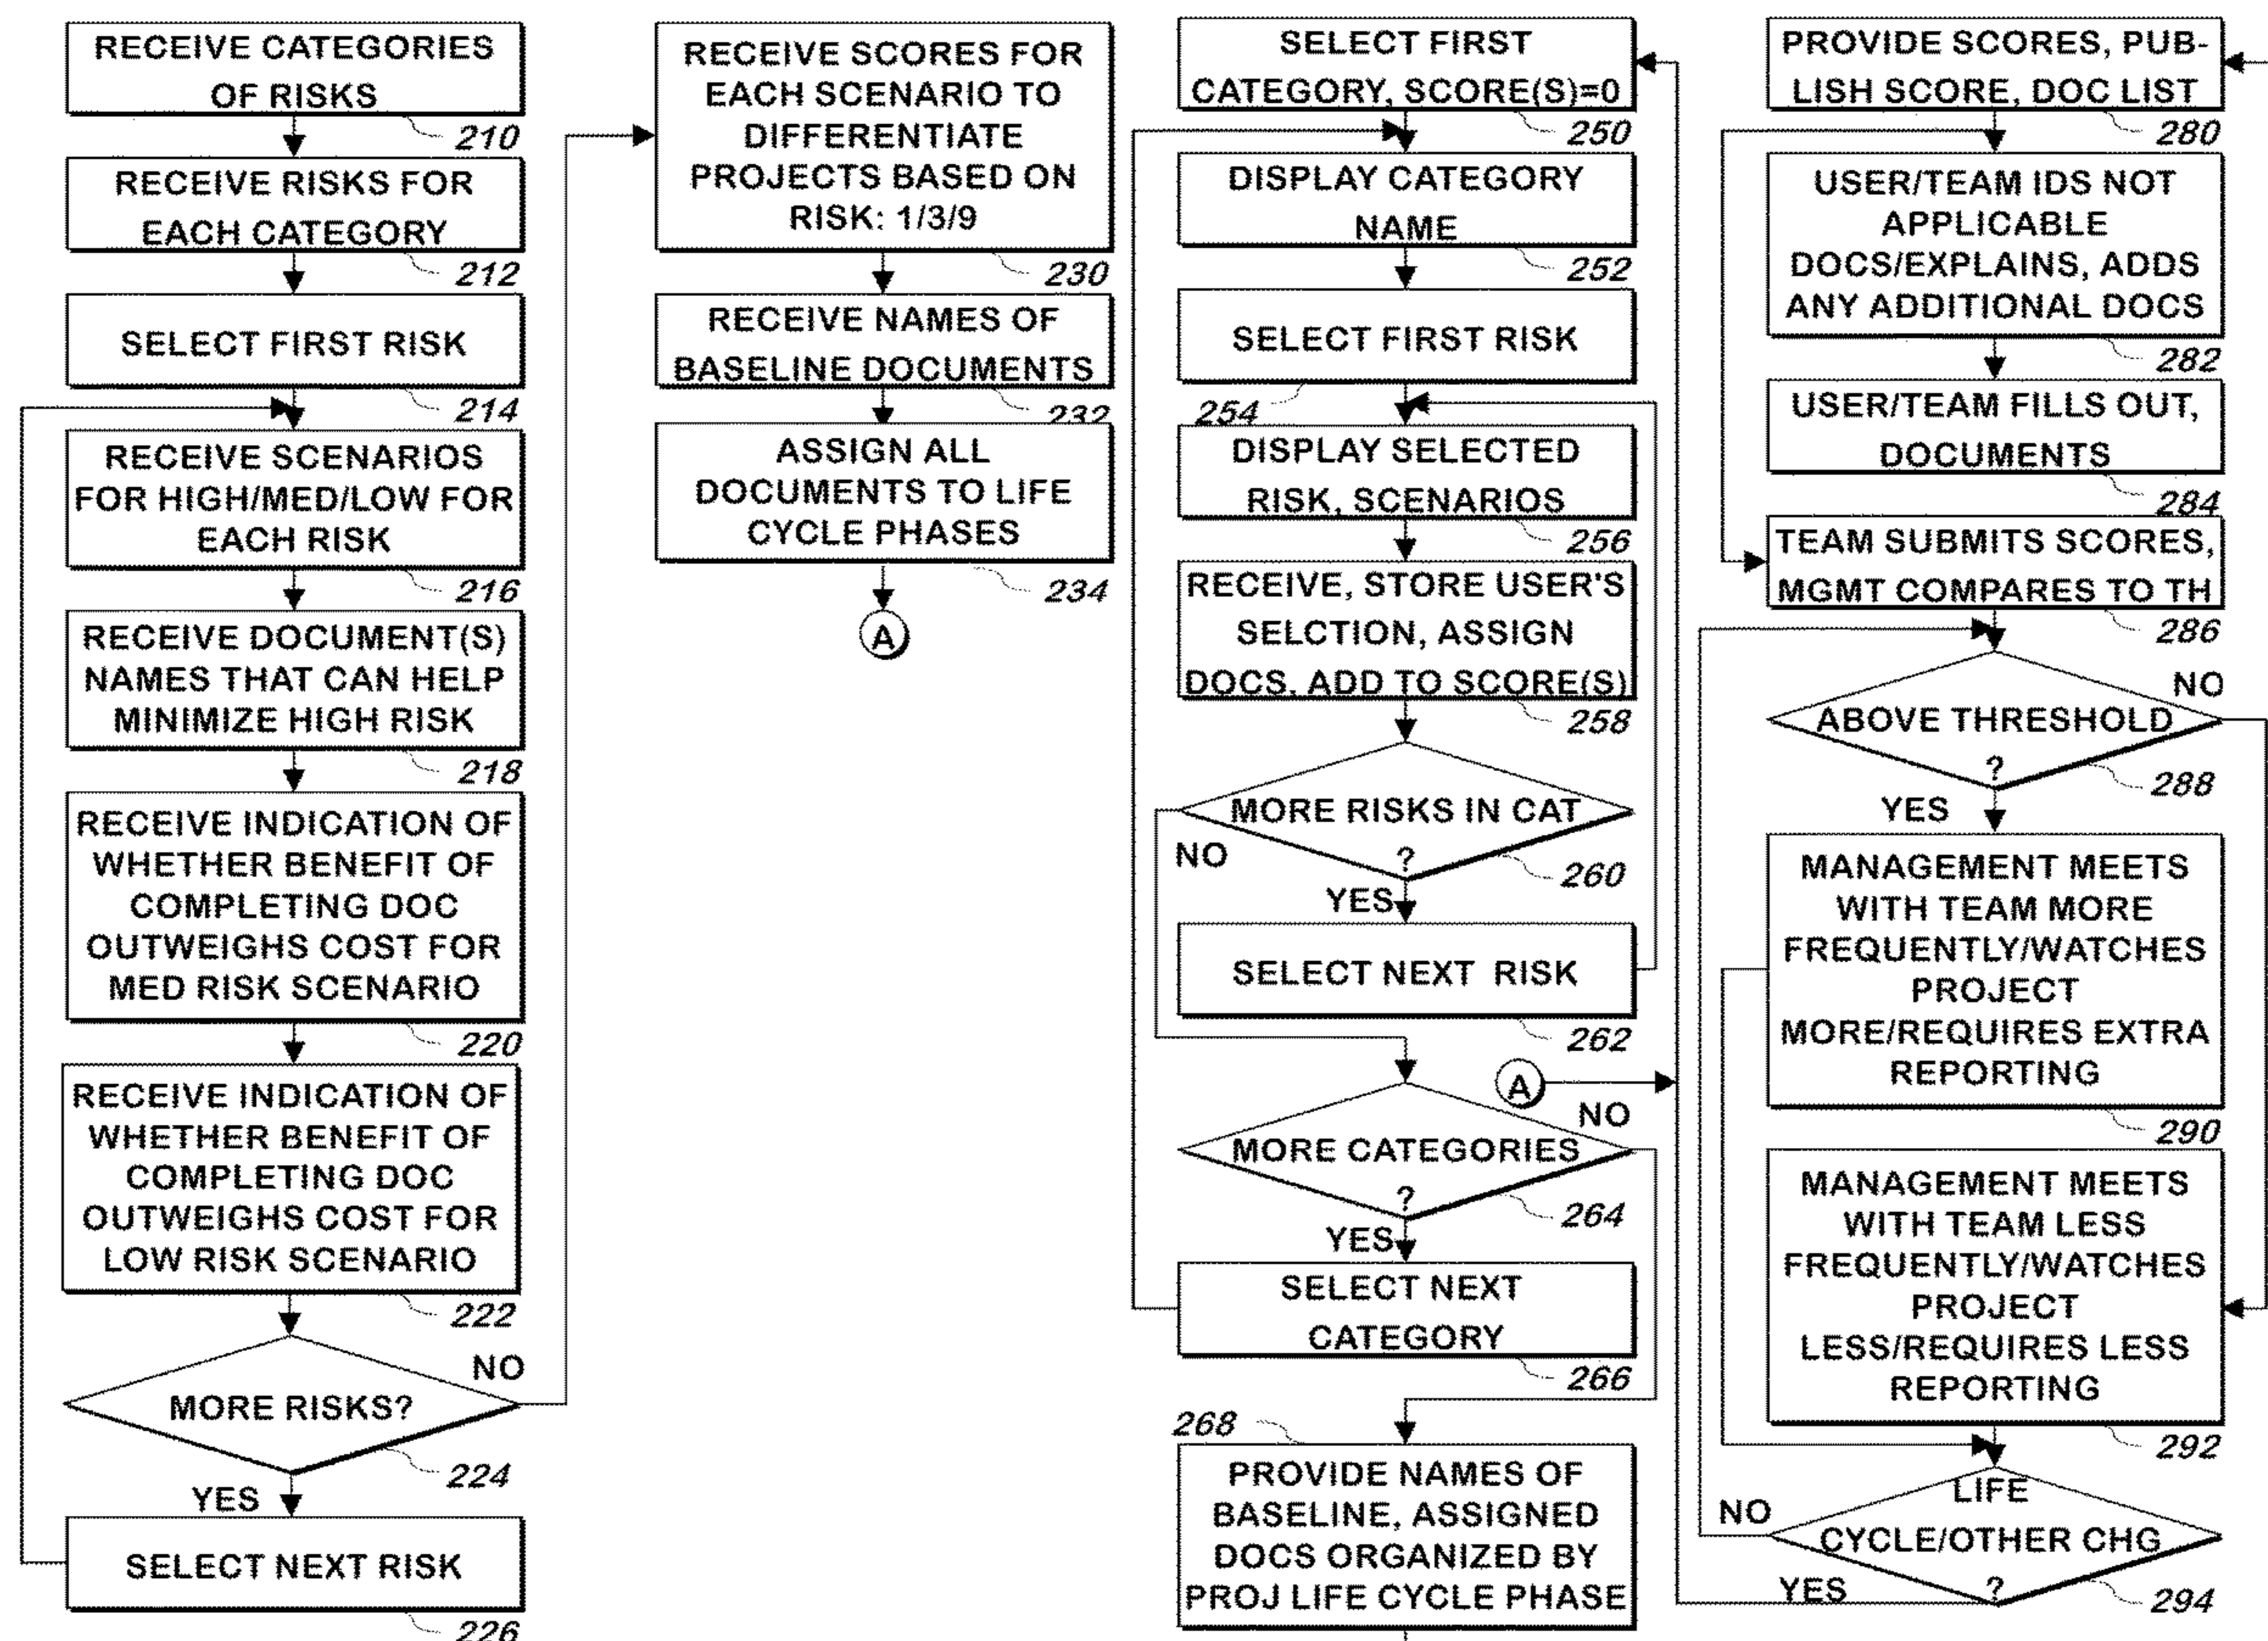 RECEIVE CATEGORIES
OF RISKS
210
RECEIVE RISKS FOR
EACH CATEGORY
212
SELECT FIRST RISK
214
RECEIVE SCENARIOS
FOR HIGH/MED/LOW FOR
EACH RISK
216
RECEIVE DOCUMENT(S)
NAMES THAT CAN HELP
MINIMIZE HIGH RISK
218
RECEIVE INDICATION OF
WHETHER BENEFIT OF
COMPLETING DOC
OUTWEIGHS COST FOR
MED RISK SCENARIO
220
RECEIVE INDICATION OF
WHETHER BENEFIT OF
COMPLETING DOC
OUTWEIGHS COST FOR
LOW RISK SCENARIO
222
NO
MORE RISKS?
224
YES
SELECT NEXT RISK
226
RECEIVE SCORES FOR
EACH SCENARIO TO
DIFFERENTIATE
PROJECTS BASED ON
RISK: 1/3/9
230
RECEIVE NAMES OF
BASELINE DOCUMENTS
232
ASSIGN ALL
DOCUMENTS TO LIFE
CYCLE PHASES
234
A
SELECT FIRST
CATEGORY, SCORE(S)=0
250
DISPLAY CATEGORY
NAME
252
SELECT FIRST RISK
254
DISPLAY SELECTED
RISK, SCENARIOS
256
RECEIVE, STORE USER'S
SELCTION, ASSIGN
DOCS, ADD TO SCORE(S)
258
MORE RISKS IN CAT
?
NO
260
YES
SELECT NEXT RISK
262
A
NO
MORE CATEGORIES
?
264
YES
SELECT NEXT
CATEGORY
266
268
PROVIDE NAMES OF
BASELINE, ASSIGNED
DOCS ORGANIZED BY
PROJ LIFE CYCLE PHASE
PROVIDE SCORES, PUB-
LISH SCORE, DOC LIST
280
USER/TEAM IDS NOT
APPLICABLE
DOCS/EXPLAINS, ADDS
ANY ADDITIONAL DOCS
282
USER/TEAM FILLS OUT,
DOCUMENTS
284
TEAM SUBMITS SCORES,
MGMT COMPARES TO TH
286
NO
ABOVE THRESHOLD
?
288
YES
MANAGEMENT MEETS
WITH TEAM MORE
FREQUENTLY/WATCHES
PROJECT
MORE/REQUIRES EXTRA
REPORTING
290
MANAGEMENT MEETS
WITH TEAM LESS
FREQUENTLY/WATCHES
PROJECT
LESS/REQUIRES LESS
REPORTING
292
LIFE
NO
CYCLE/OTHER CHG
?
YES
294